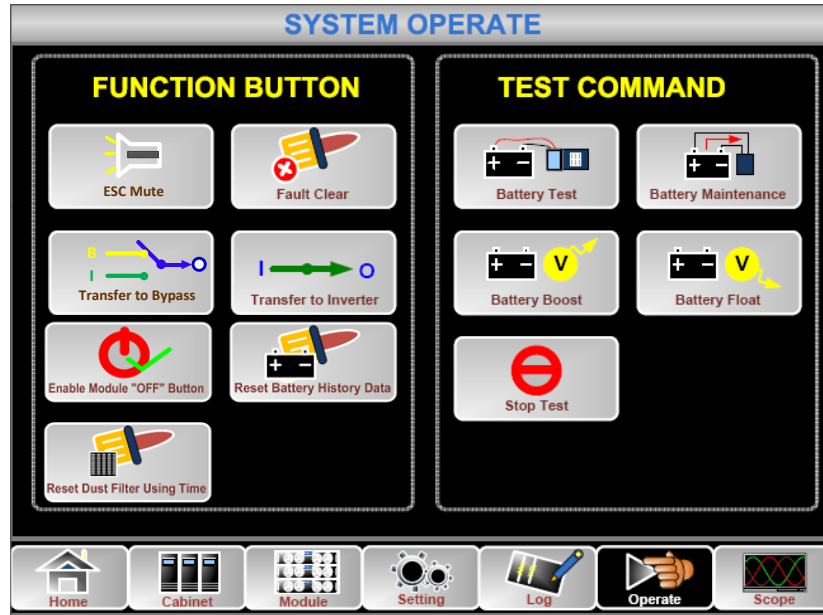 SYSTEM OPERATE
FUNCTION BUTTON
ESC Mute
Fault Clear
B
I
Transfer to Bypass
I O
Transfer to Inverter
Enable Module "OFF" Button
+ -
Reset Battery History Data
Reset Dust Filter Using Time
TEST COMMAND
+ -
Battery Test
+ -
Battery Maintenance
+ - V
Battery Boost
+ - V
Battery Float
Stop Test
Home
Cabinet
Module
Setting
Log
Operate
Scope